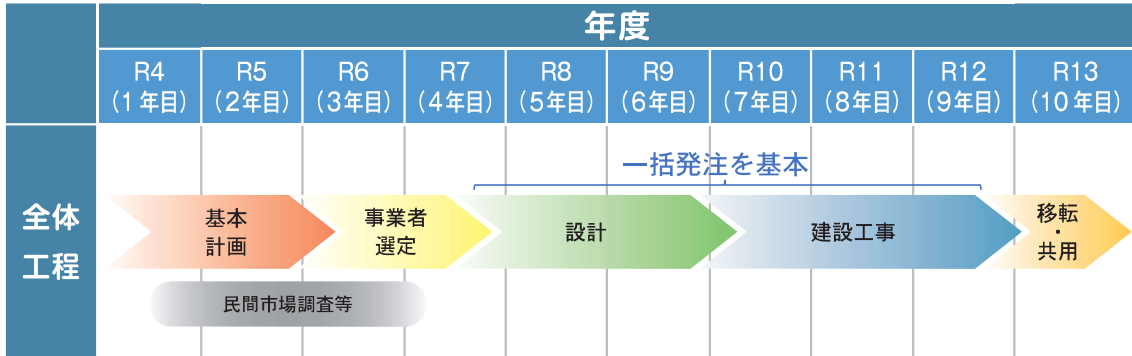 年度
R4
(1年目)
R5
(2年目)
R6
(3年目)
R7
(4年目)
R8
(5年目)
R9
(6年目)
R10
(7年目)
R11
(8年目)
R12
(9年目)
R13
(10年目)
全体
工程
一括発注を基本
基本
計画
事業者
選定
設計
建設工事
移転
・
共用
民間市場調査等